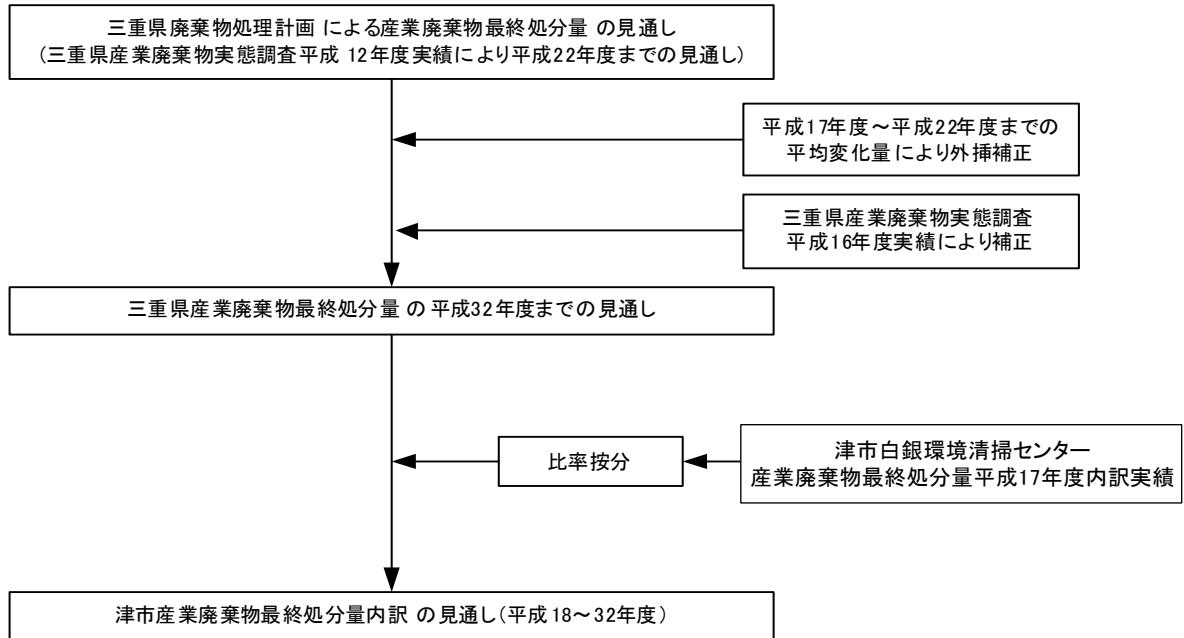 三重県廃棄物処理計画 による産業廃棄物最終処分量 の見通し
(三重県産業廃棄物実態調査平成 12年度実績により平成22年度までの見通し)
平成17年度～平成22年度までの
平均変化量により外挿補正
三重県産業廃棄物実態調査
平成16年度実績により補正
三重県産業廃棄物最終処分量 の 平成32年度までの見通し
比率按分
津市白銀環境清掃センター
産業廃棄物最終処分量平成17年度内訳実績
津市産業廃棄物最終処分量内訳 の見通し(平成 18～32年度)